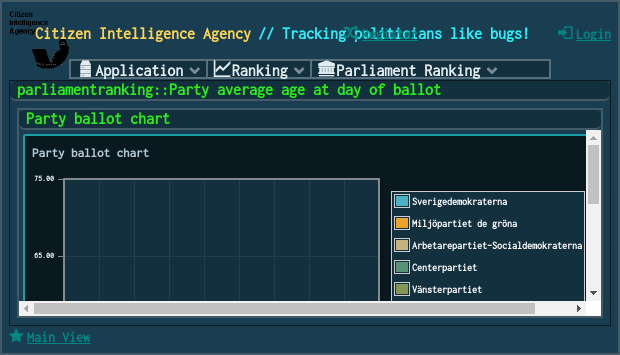 Citizen
Intelligence
Agency
Citizen Intelligence Agency // Tracking politicians like bugs!
Login
Application
Ranking
Parliament Ranking
parliamentranking::Party average age at day of ballot
Party ballot chart
Party ballot chart
75.00
65.00
Sverigedemokraterna
Miljöpartiet de gröna
Arbetarepartiet-Socialdemokraterna
Centerpartiet
Vänsterpartiet
Main View